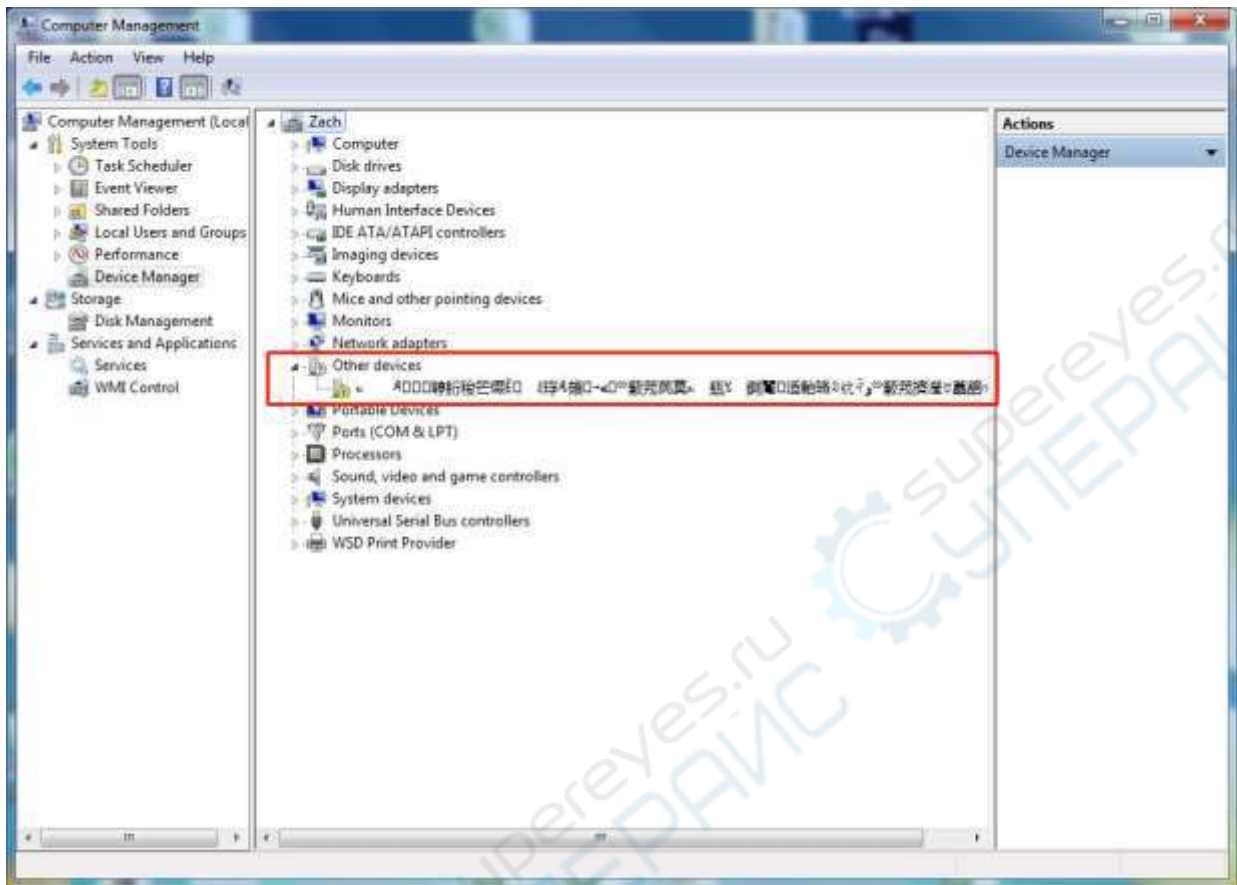 Computer Management
File Action View Help
Computer Management (Local
System Tools
Task Scheduler
Event Viewer
Shared Folders
Local Users and Groups
Performance
Device Manager
Storage
Disk Management
Services and Applications
Services
WMI Control
Zach
Computer
Disk drives
Display adapters
Human Interface Devices
IDE ATA/ATAPI controllers
Imaging devices
Keyboards
Mice and other pointing devices
Monitors
Network adapters
Other devices
Portable Devices
Ports (COM & LPT)
Processors
Sound, video and game controllers
System devices
Universal Serial Bus controllers
WSD Print Provider
Actions
Device Manager
supereyes.ru
СУПЕРАЙС